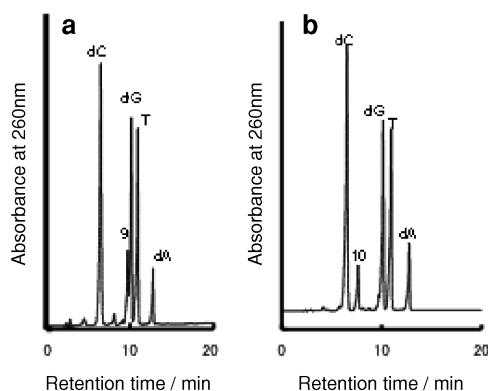 a
dC
dG
T
9
dA
Absorbance at 260nm
0
10
20
Retention time / min
b
dC
dG
T
10
dA
Absorbance at 260nm
0
10
20
Retention time / min